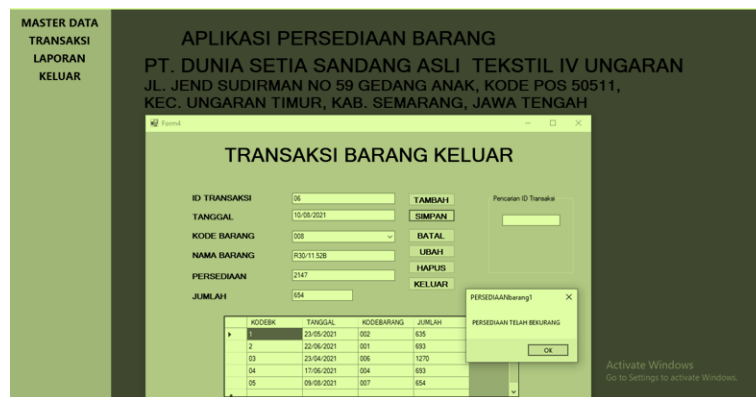 MASTER DATA
TRANSAKSI
LAPORAN
KELUAR
APLIKASI PERSEDIAAN BARANG
PT. DUNIA SETIA SANDANG ASLI TEKSTIL IV UNGARAN
JL. JEND SUDIRMAN NO 59 GEDANG ANAK, KODE POS 50511,
KEC. UNGARAN TIMUR, KAB. SEMARANG, JAWA TENGAH
Form4
TRANSAKSI BARANG KELUAR
ID TRANSAKSI 06 TAMBAH Pencarian ID Transaksi
TANGGAL 10/08/2021 SIMPAN
KODE BARANG 008 BATAL
NAMA BARANG R30/11.52B UBAH
PERSEDIAAN 2147 HAPUS
KELUAR
JUMLAH 654
PERSEDIAANbarang1
PERSEDIAAN TELAH BEKURANG
OK
KODEBK TANGGAL KODEBARANG JUMLAH
1 23/05/2021 002 635
2 22/06/2021 001 693
03 23/04/2021 006 1270
04 17/06/2021 004 693
05 09/08/2021 007 654
Activate Windows
Go to Settings to activate Windows.